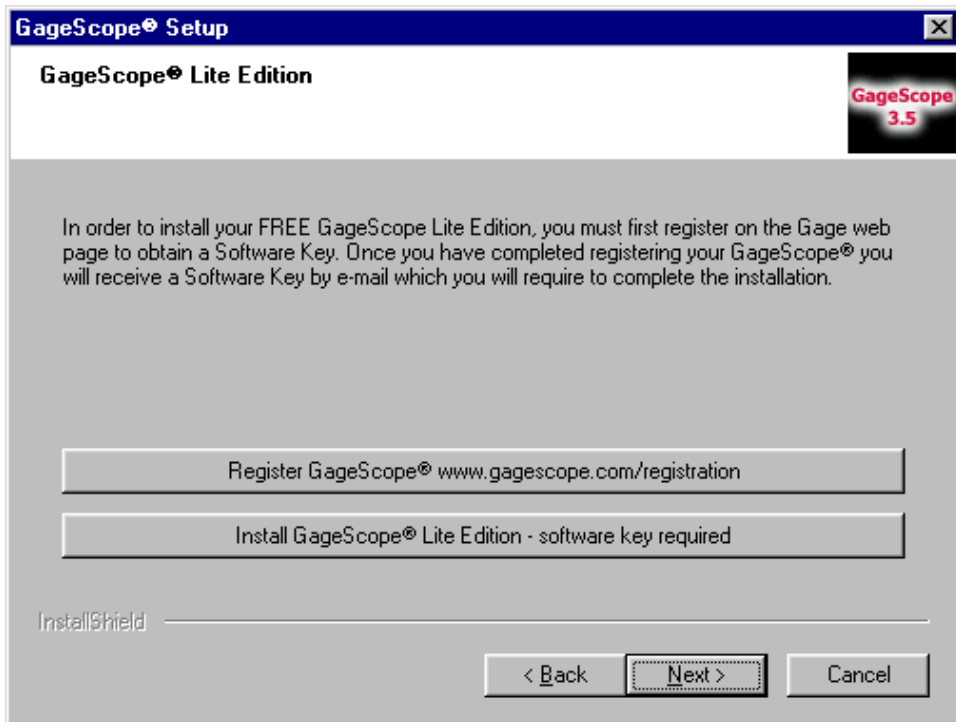 GageScope® Setup
GageScope® Lite Edition
GageScope
3.5
In order to install your FREE GageScope Lite Edition, you must first register on the Gage web
page to obtain a Software Key. Once you have completed registering your GageScope® you
will receive a Software Key by e-mail which you will require to complete the installation.
Register GageScope® www.gagescope.com/registration
Install GageScope® Lite Edition - software key required
InstallShield
< Back
Next >
Cancel